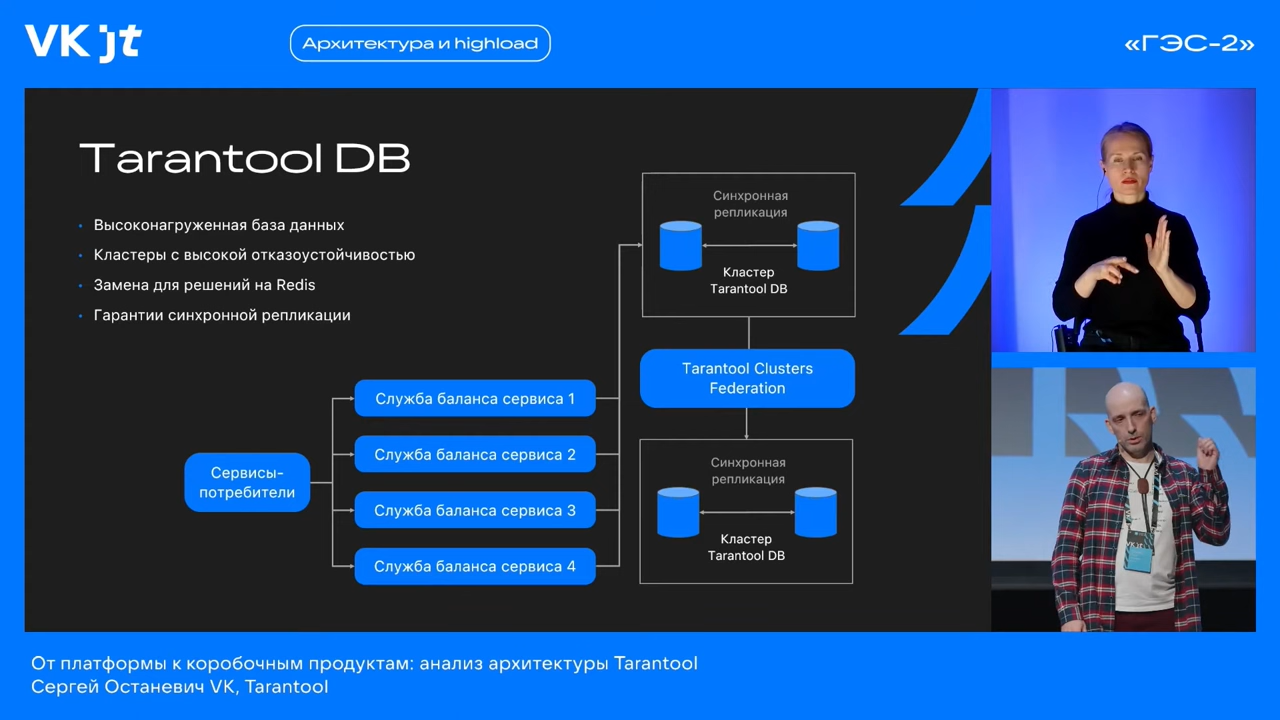 VK jt
Архитектура и highload
«ГЭС-2»
Tarantool DB
Высоконагруженная база данных
Кластеры с высокой отказоустойчивостью
Замена для решений на Redis
Гарантии синхронной репликации
Сервисы-
потребители
Служба баланса сервиса 1
Служба баланса сервиса 2
Служба баланса сервиса 3
Служба баланса сервиса 4
Синхронная
репликация
Кластер
Tarantool DB
Tarantool Clusters
Federation
Синхронная
репликация
Кластер
Tarantool DB
VK jt
От платформы к коробочным продуктам: анализ архитектуры Tarantool
Сергей Останевич VK, Tarantool